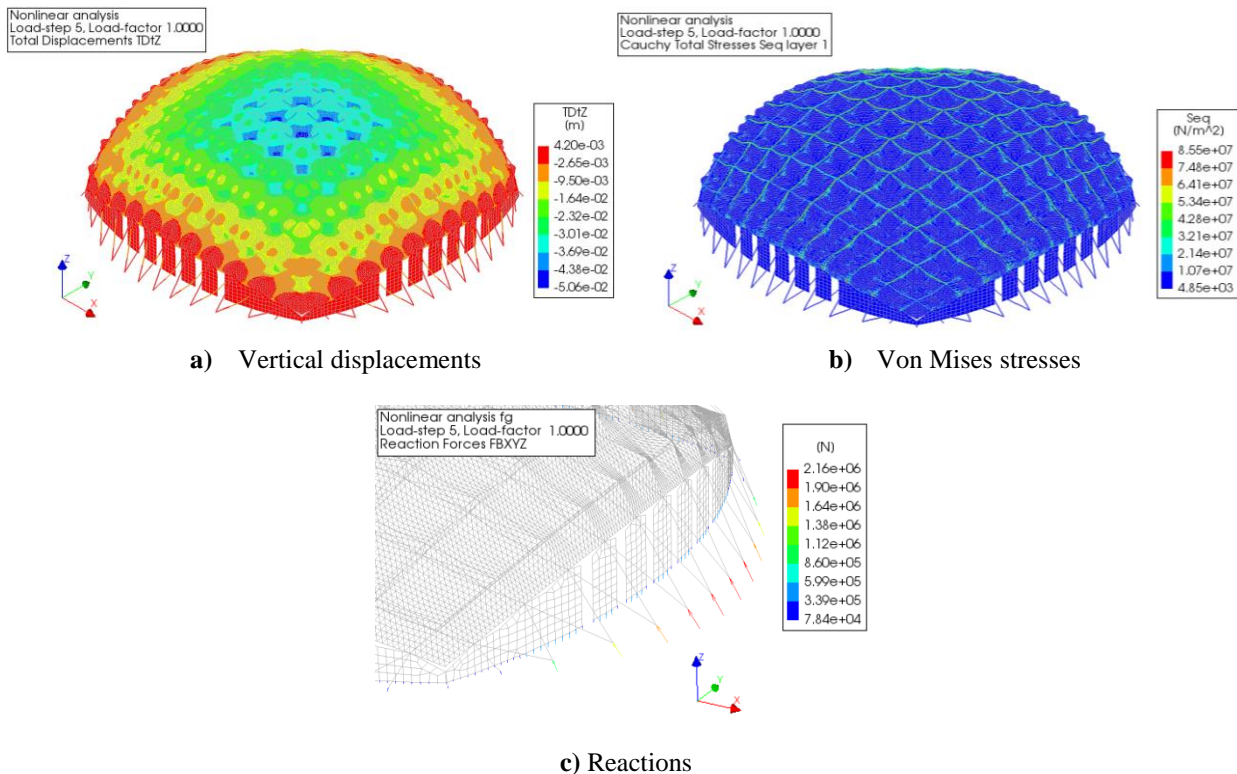 Nonlinear analysis
Load-step 5, Load-factor 1.0000
Total Displacements TDtZ
TDtZ
(m)
4.20e-03
-2.65e-03
-9.50e-03
-1.64e-02
-2.32e-02
-3.01e-02
-3.69e-02
-4.38e-02
-5.06e-02
Z
Y
X
a) Vertical displacements
Nonlinear analysis
Load-step 5, Load-factor 1.0000
Cauchy Total Stresses Seq layer 1
Seq
(N/m^2)
8.55e+07
7.48e+07
6.41e+07
5.34e+07
4.28e+07
3.21e+07
2.14e+07
1.07e+07
4.85e+03
Z
Y
X
b) Von Mises stresses
Nonlinear analysis fg
Load-step 5, Load-factor 1.0000
Reaction Forces FBXYZ
(N)
2.16e+06
1.90e+06
1.64e+06
1.38e+06
1.12e+06
8.60e+05
5.99e+05
3.39e+05
7.84e+04
Z
Y
X
c) Reactions